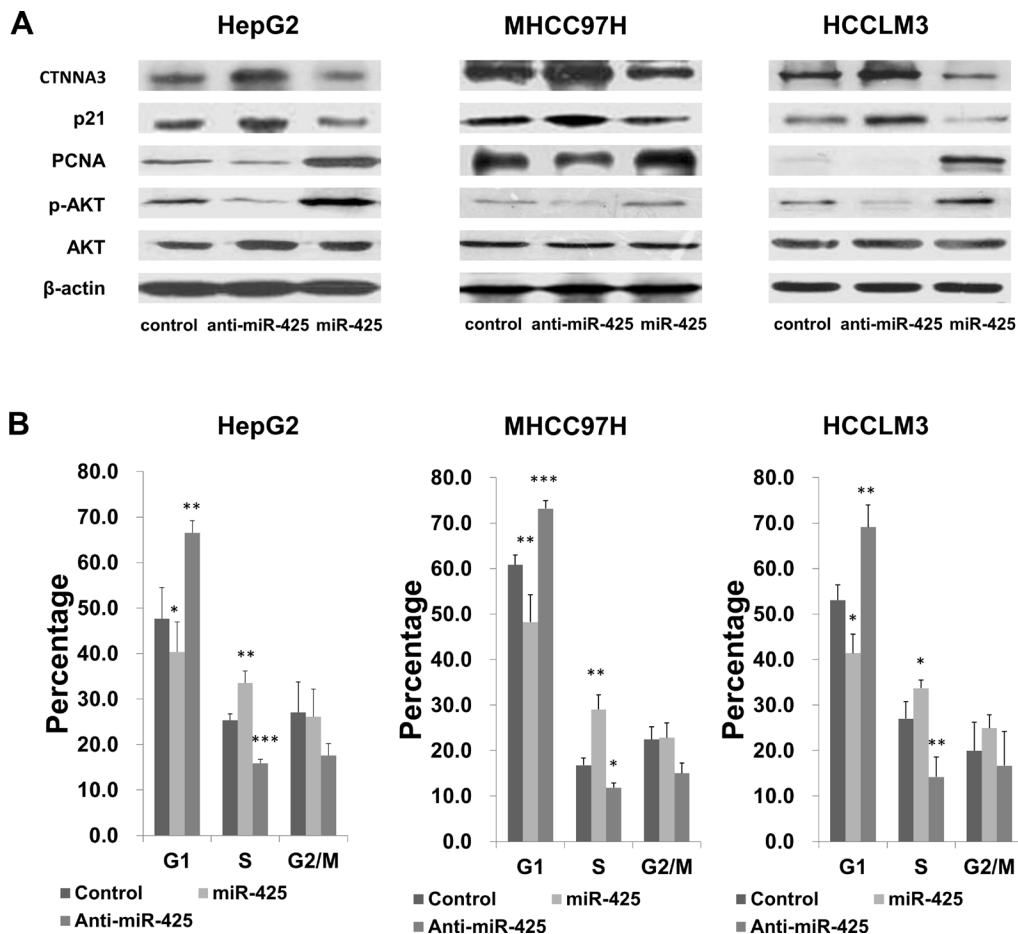 A
HepG2 MHCC97H HCCLM3
CTNNA3
p21
PCNA
p-AKT
AKT
β-actin
control anti-miR-425 miR-425 control anti-miR-425 miR-425 control anti-miR-425 miR-425
B
HepG2
Percentage
80.0
70.0
60.0
50.0
40.0
30.0
20.0
10.0
0.0
*
**
**
***
G1 S G2/M
Control miR-425
Anti-miR-425
MHCC97H
Percentage
80.0
70.0
60.0
50.0
40.0
30.0
20.0
10.0
0.0
**
***
**
*
G1 S G2/M
Control miR-425
Anti-miR-425
HCCLM3
Percentage
80.0
70.0
60.0
50.0
40.0
30.0
20.0
10.0
0.0
*
**
*
**
G1 S G2/M
Control miR-425
Anti-miR-425